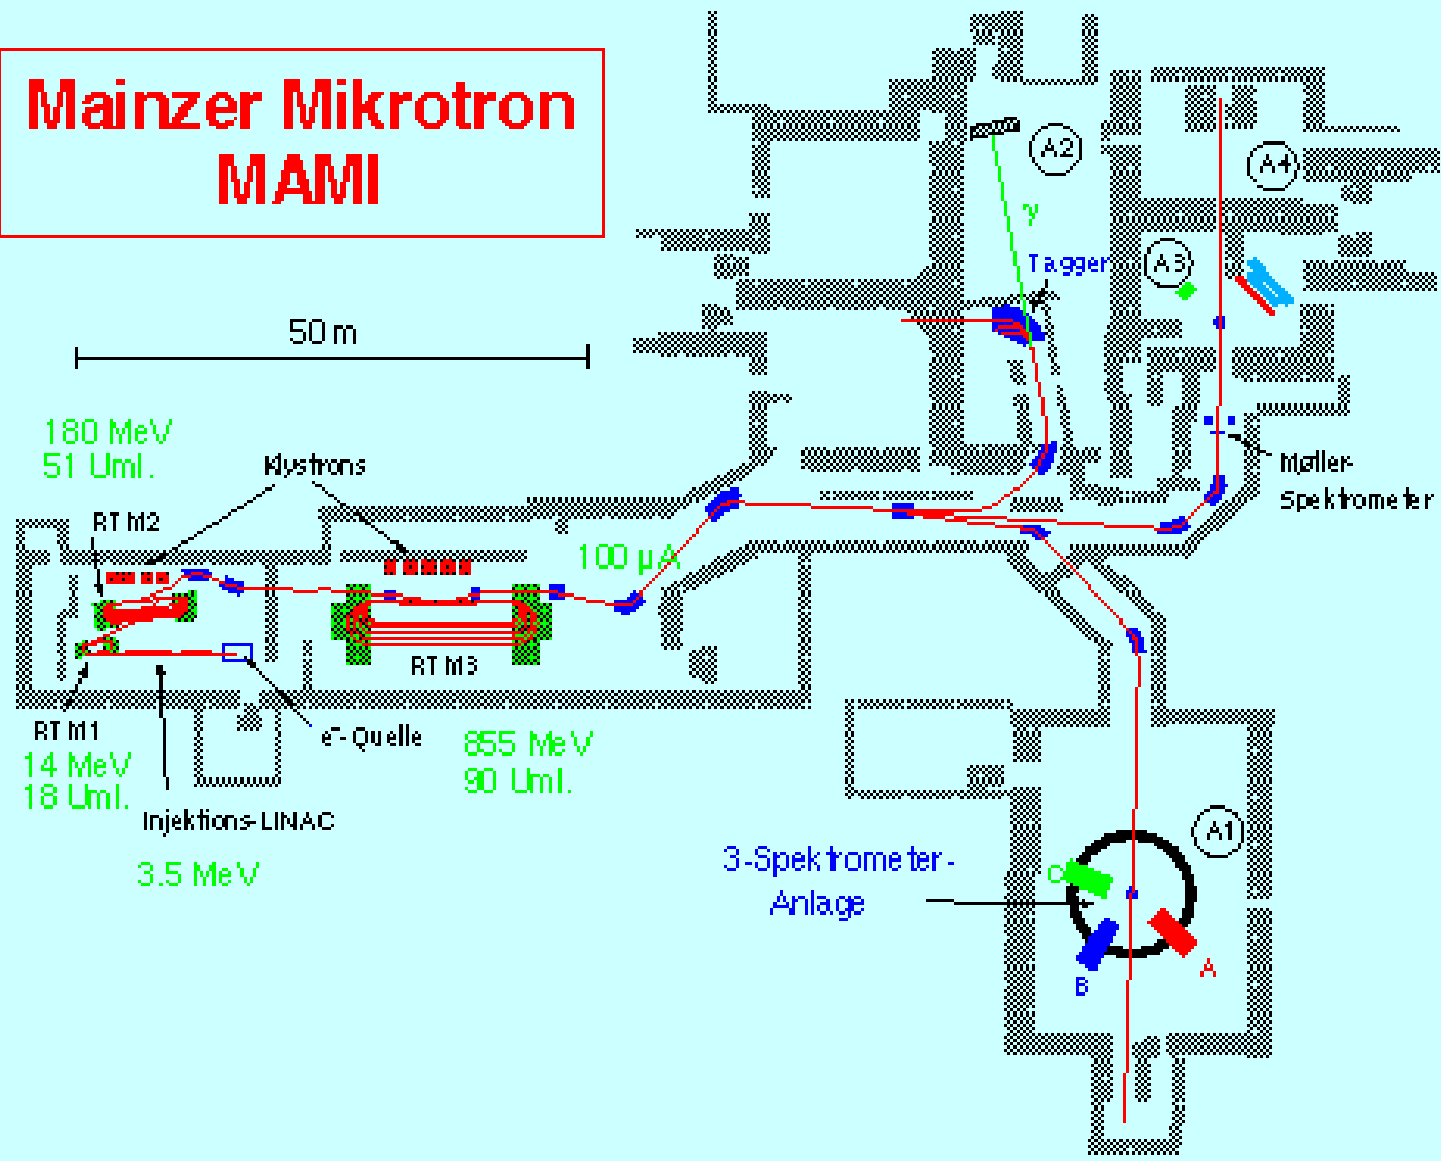 Mainzer Mikrotron
MAMI
50 m
180 MeV
51 Uml.
Klystrons
RTM2
100 µA
RTM3
RTM1
14 MeV
18 Uml.
e⁻-Quelle
855 MeV
90 Uml.
Injektions-LINAC
3.5 MeV
A2
A4
γ
Tagger
A3
Møller-
Spektrometer
3-Spektrometer-
Anlage
A1
C
B
A